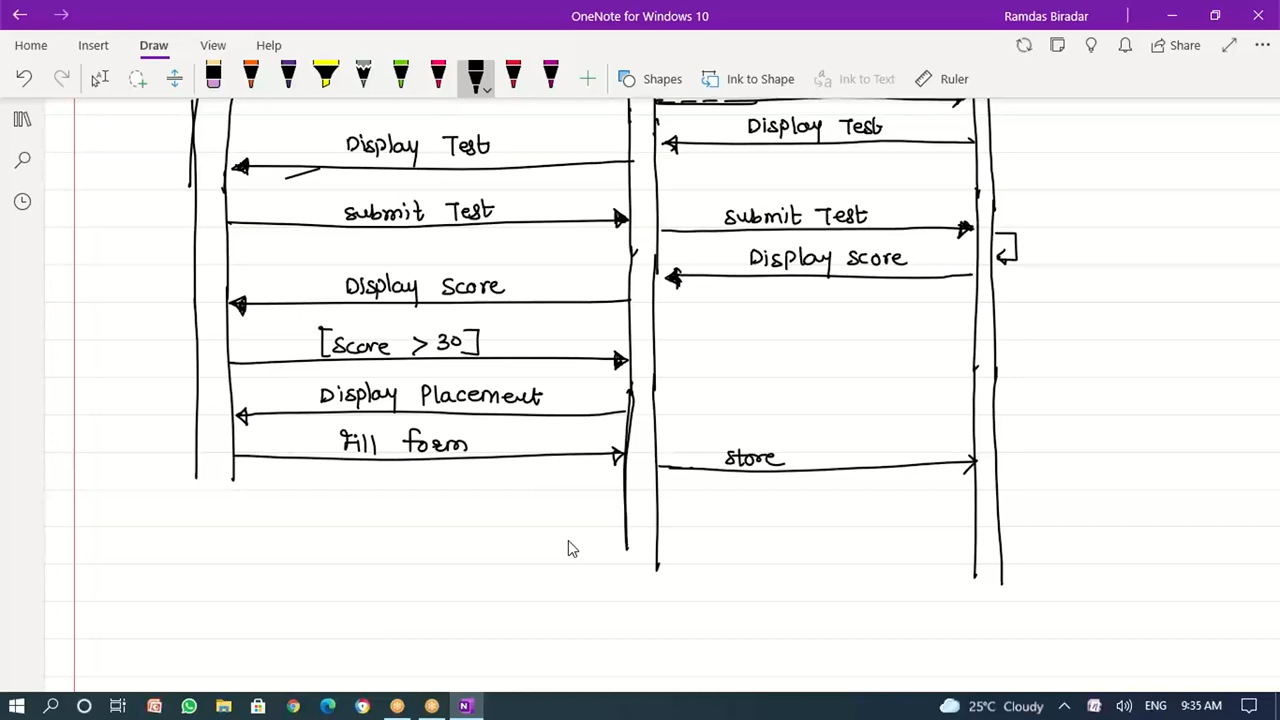 OneNote for Windows 10
Ramdas Biradar
Home Insert Draw View Help
Share
Shapes
Ink to Shape
Ink to Text
Ruler
Display Test
Display Test
submit Test
submit Test
Display score
Display Score
[Score > 30]
Display Placement
Fill form
store
25°C Cloudy
ENG
9:35 AM